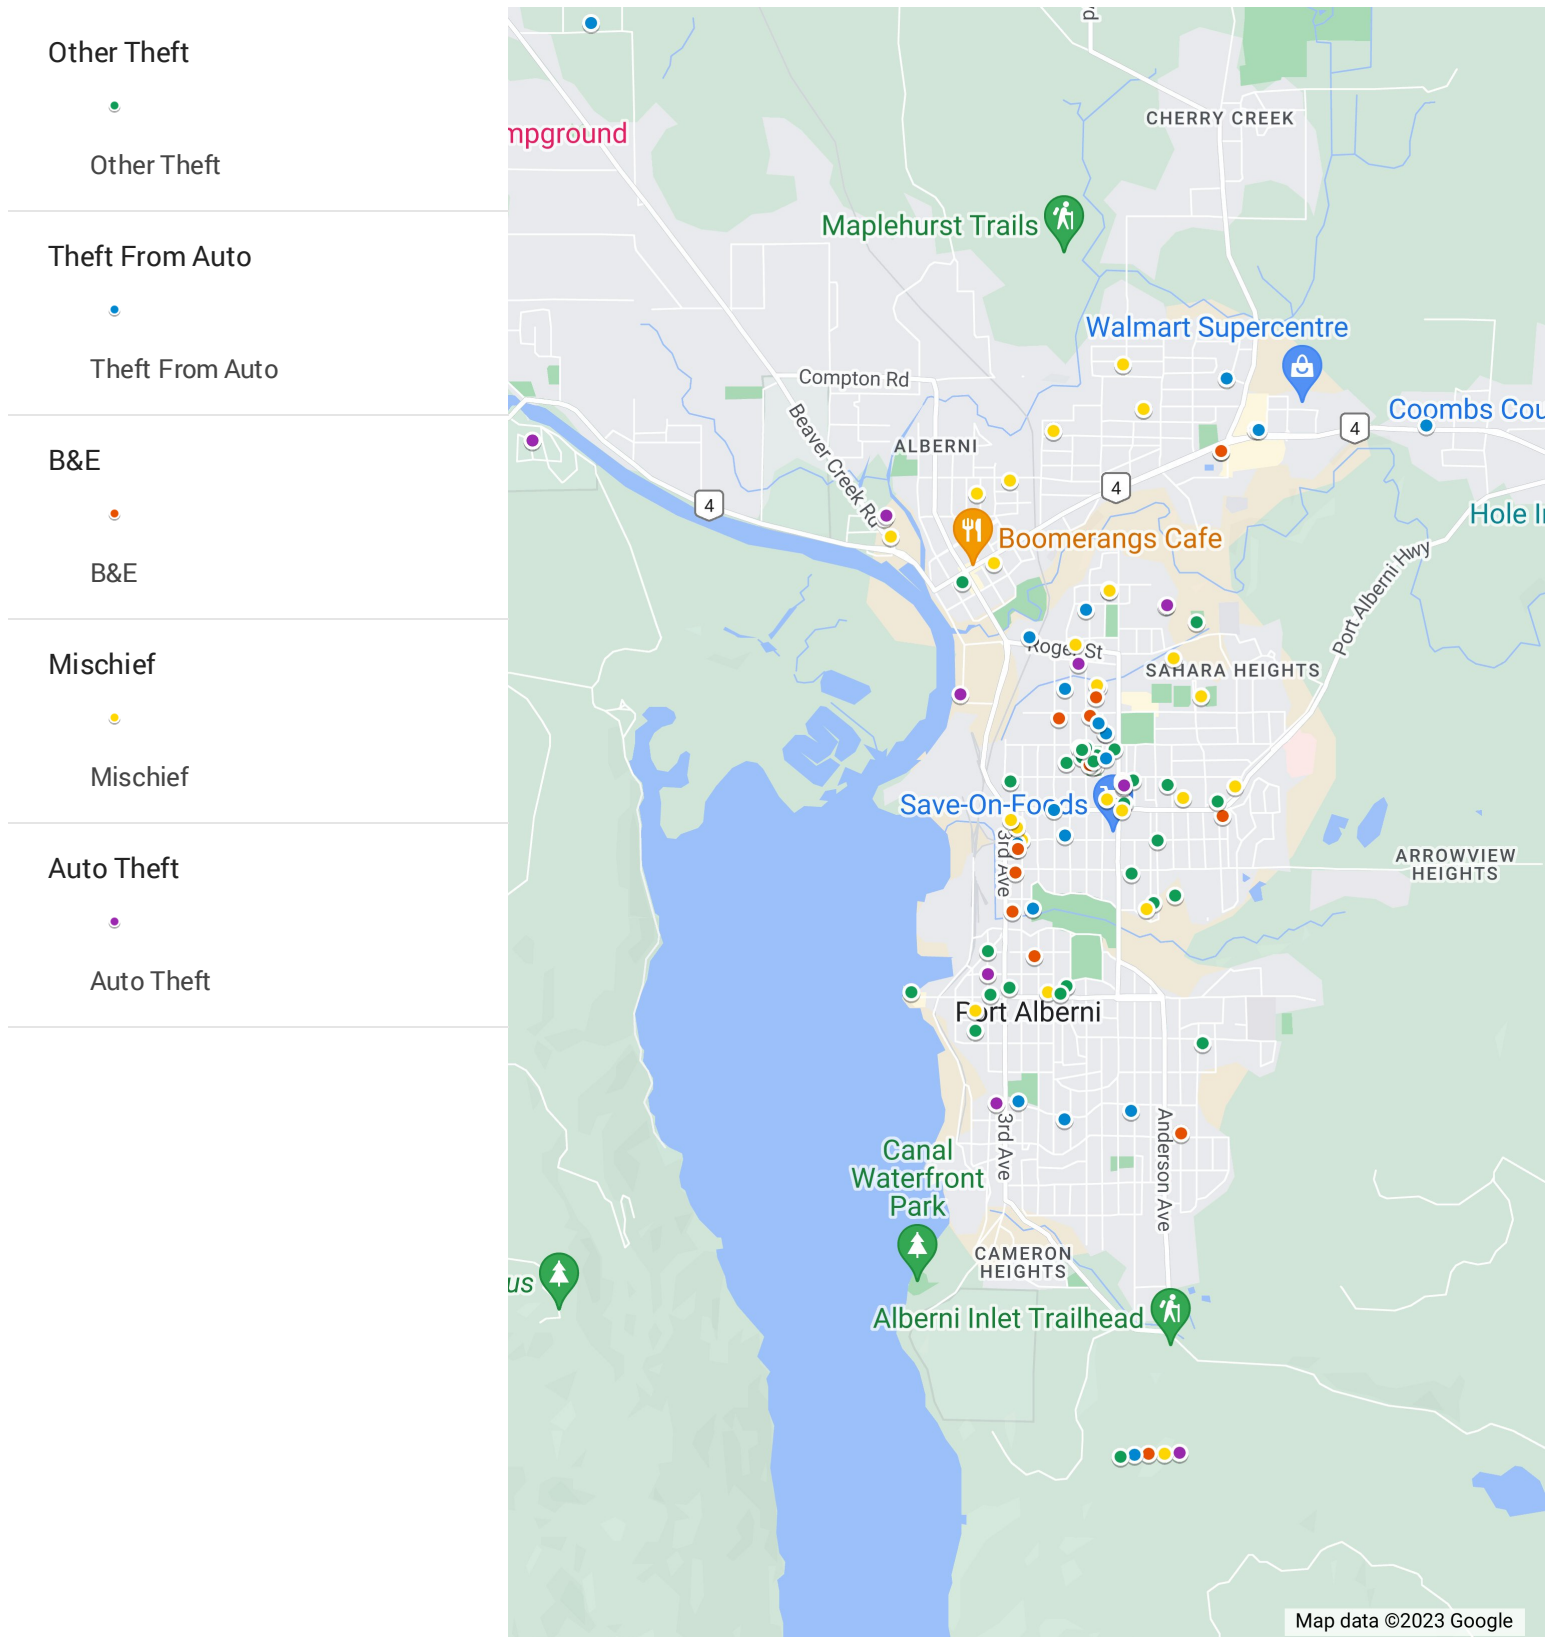 Other Theft
Other Theft
Theft From Auto
Theft From Auto
B&E
B&E
Mischief
Mischief
Auto Theft
Auto Theft
CHERRY CREEK
mpground
Maplehurst Trails
Walmart Supercentre
Compton Rd
Coombs Cou
4
Beaver Creek Rd
ALBERNI
4
4
Hole In
Boomerangs Cafe
Port Alberni Hwy
Roger St
SAHARA HEIGHTS
Save-On-Foods
3rd Ave
ARROWVIEW
HEIGHTS
Port Alberni
3rd Ave
Anderson Ave
Canal
Waterfront
Park
CAMERON
HEIGHTS
us
Alberni Inlet Trailhead
Map data ©2023 Google